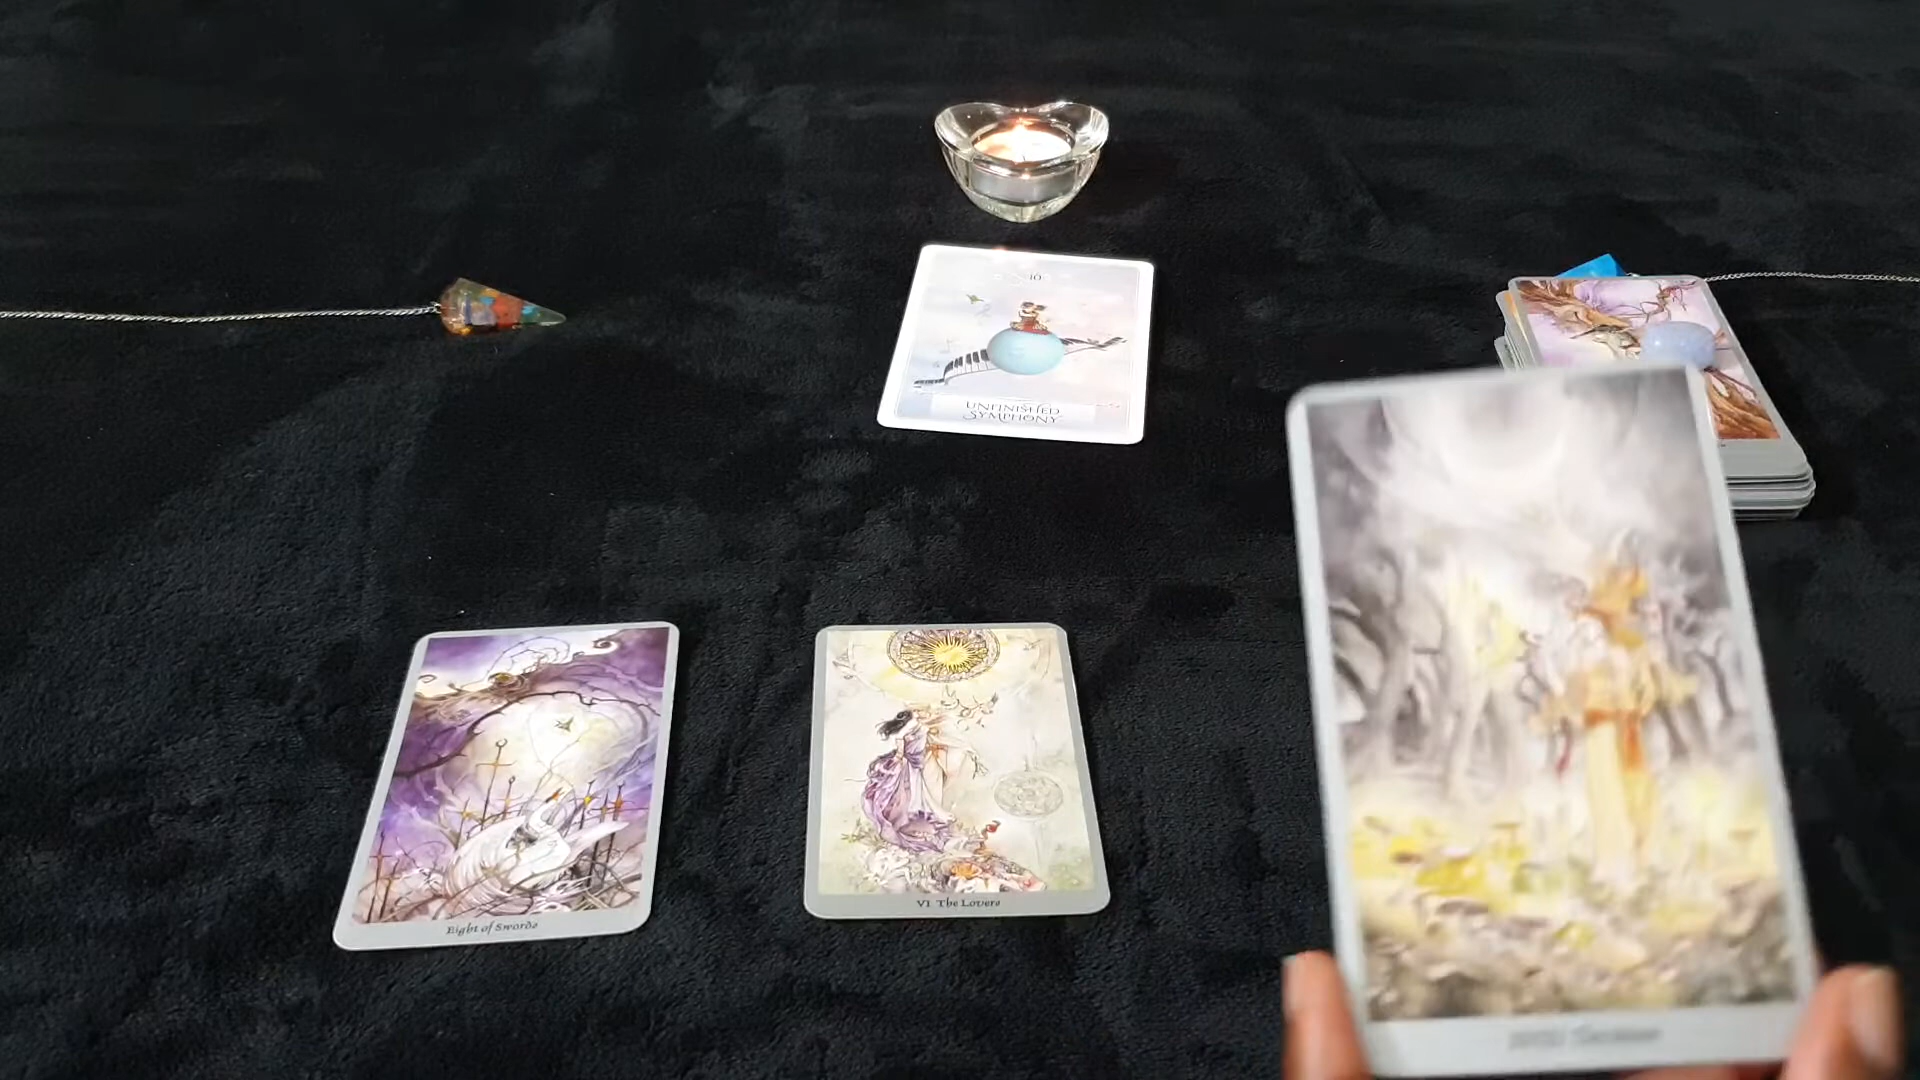 10
UNFINISHED
SYMPHONY
Eight of Swords
VI The Lovers